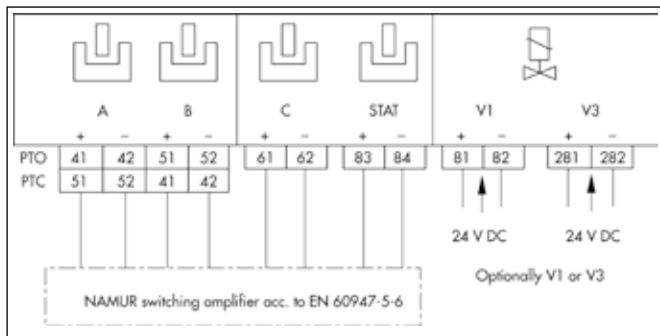 A B C STAT V1 V3
+ − + − + − + − + − + −
PTO 41 42 51 52 61 62 83 84 81 82 281 282
PTC 51 52 41 42
24 V DC 24 V DC
Optionally V1 or V3
NAMUR switching amplifier acc. to EN 60947-5-6